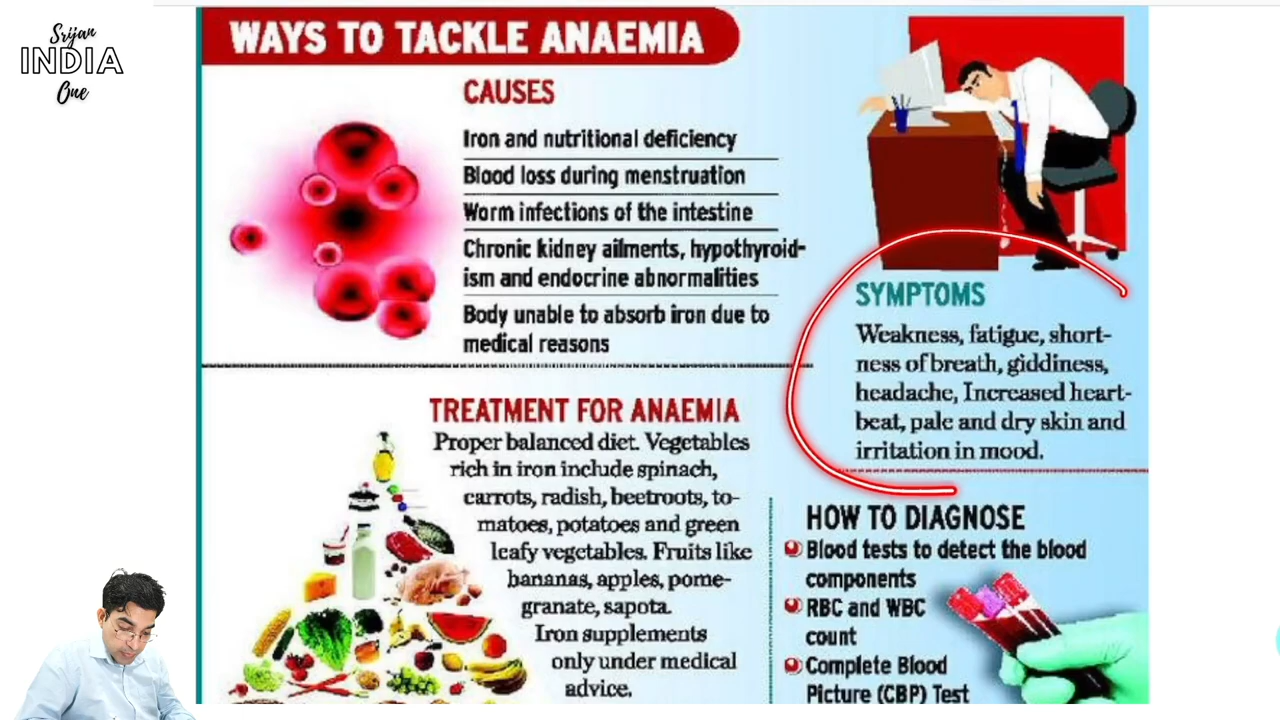 Srijan
INDIA
One
WAYS TO TACKLE ANAEMIA
CAUSES
Iron and nutritional deficiency
Blood loss during menstruation
Worm infections of the intestine
Chronic kidney ailments, hypothyroid-
ism and endocrine abnormalities
Body unable to absorb iron due to
medical reasons
SYMPTOMS
Weakness, fatigue, short-
ness of breath, giddiness,
headache, Increased heart-
beat, pale and dry skin and
irritation in mood.
TREATMENT FOR ANAEMIA
Proper balanced diet. Vegetables
rich in iron include spinach,
carrots, radish, beetroots, to-
matoes, potatoes and green
leafy vegetables. Fruits like
bananas, apples, pome-
granate, sapota.
Iron supplements
only under medical
advice.
HOW TO DIAGNOSE
Blood tests to detect the blood
components
RBC and WBC
count
Complete Blood
Picture (CBP) Test